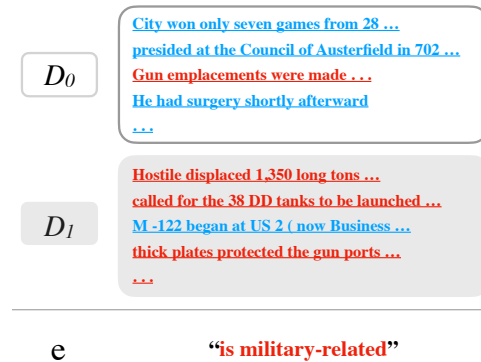 City won only seven games from 28 …
presided at the Council of Austerfield in 702 …
Gun emplacements were made . . .
He had surgery shortly afterward
. . .
D0
Hostile displaced 1,350 long tons …
called for the 38 DD tanks to be launched …
M -122 began at US 2 ( now Business …
thick plates protected the gun ports …
. . .
D1
e “is military-related”